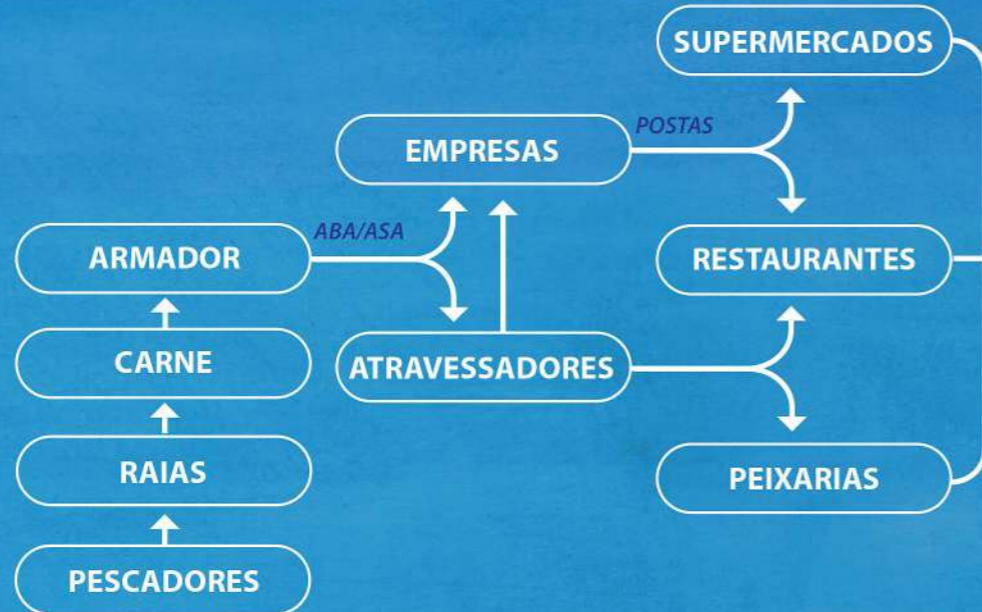 SUPERMERCADOS
POSTAS
EMPRESAS
ABA/ASA
ARMADOR
RESTAURANTES
CARNE
ATRAVESSADORES
RAIAS
PEIXARIAS
PESCADORES